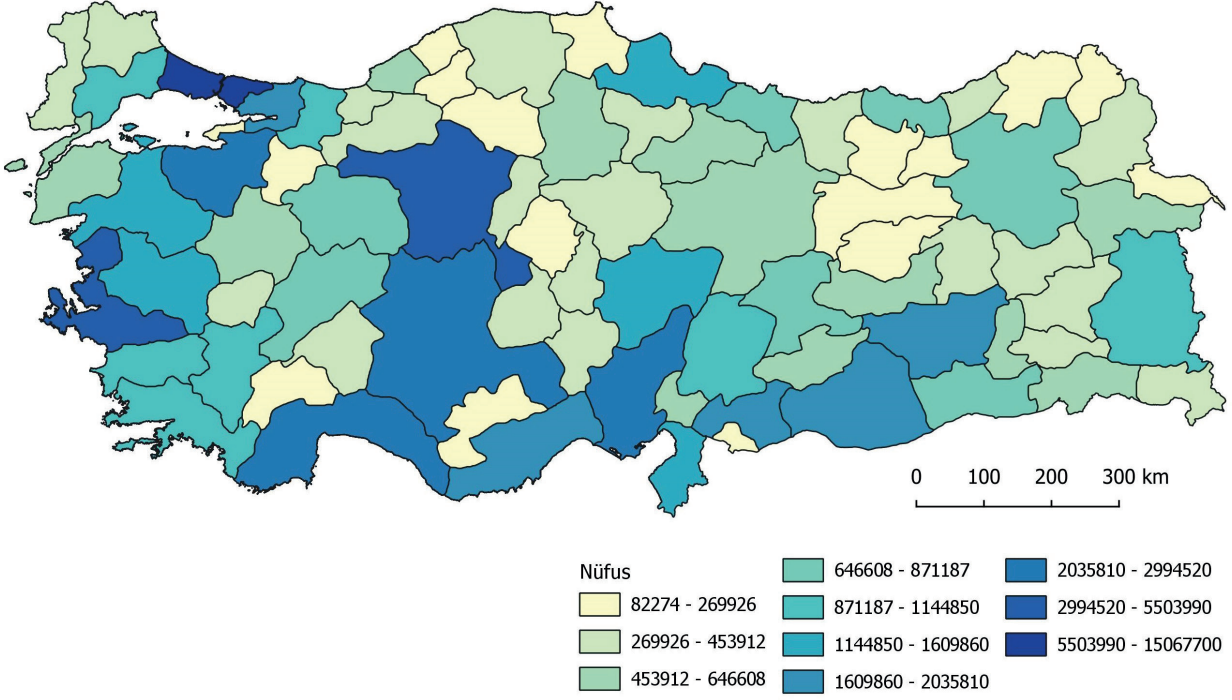 0 100 200 300 km
Nüfus
82274 - 269926
269926 - 453912
453912 - 646608
646608 - 871187
871187 - 1144850
1144850 - 1609860
1609860 - 2035810
2035810 - 2994520
2994520 - 5503990
5503990 - 15067700